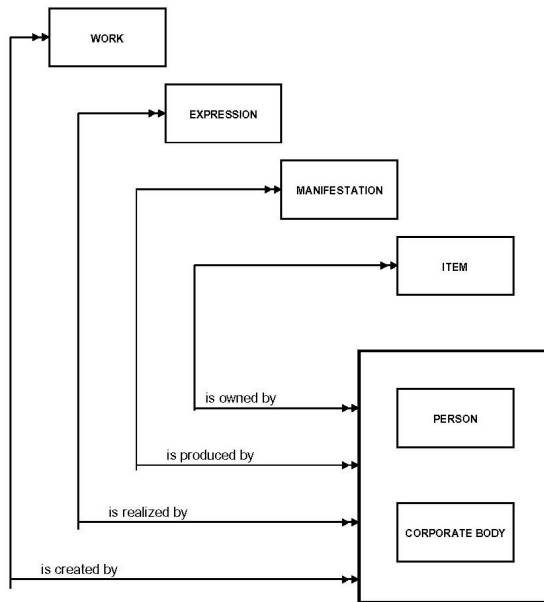 WORK
EXPRESSION
MANIFESTATION
ITEM
is owned by
PERSON
is produced by
is realized by
CORPORATE BODY
is created by